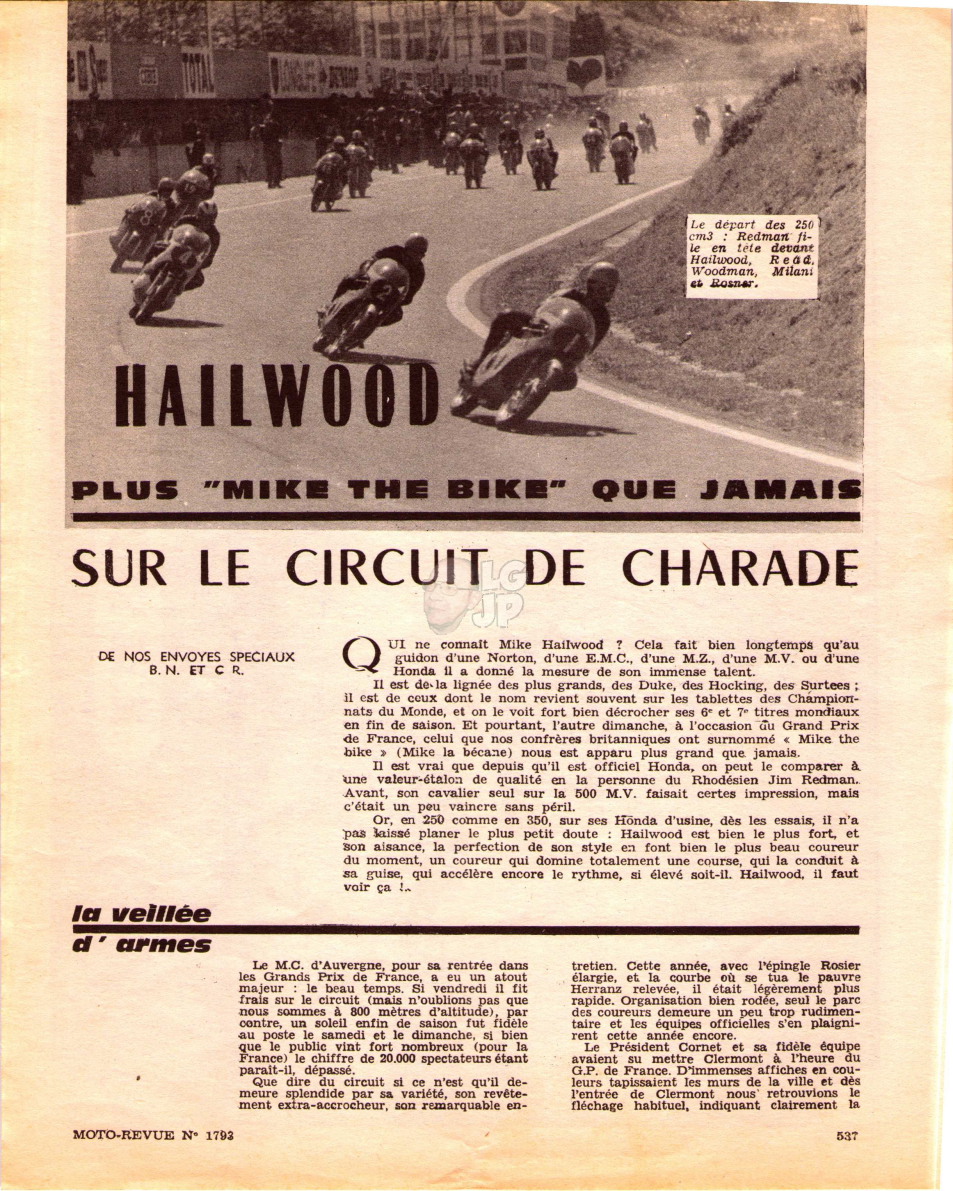 TOTAL
LONGLIFE
DUNLOP
Le départ des 250
cm3 : Redman fi-
le en tête devant
Hailwood, Read,
Woodman, Milani
et Rosner.
HAILWOOD
PLUS "MIKE THE BIKE" QUE JAMAIS
SUR LE CIRCUIT DE CHARADE
LG
JP
DE NOS ENVOYES SPECIAUX
B. N. ET C R.
QUI ne connaît Mike Hailwood ? Cela fait bien longtemps qu'au
guidon d'une Norton, d'une E.M.C., d'une M.Z., d'une M.V. ou d'une
Honda il a donné la mesure de son immense talent.
Il est de la lignée des plus grands, des Duke, des Hocking, des Surtees ;
il est de ceux dont le nom revient souvent sur les tablettes des Champion-
nats du Monde, et on le voit fort bien décrocher ses 6e et 7e titres mondiaux
en fin de saison. Et pourtant, l'autre dimanche, à l'occasion du Grand Prix
de France, celui que nos confrères britanniques ont surnommé « Mike the
bike » (Mike la bécane) nous est apparu plus grand que jamais.
Il est vrai que depuis qu'il est officiel Honda, on peut le comparer à
une valeur-étalon de qualité en la personne du Rhodésien Jim Redman.
Avant, son cavalier seul sur la 500 M.V. faisait certes impression, mais
c'était un peu vaincre sans péril.
Or, en 250 comme en 350, sur ses Honda d'usine, dès les essais, il n'a
pas laissé planer le plus petit doute : Hailwood est bien le plus fort, et
son aisance, la perfection de son style en font bien le plus beau coureur
du moment, un coureur qui domine totalement une course, qui la conduit à
sa guise, qui accélère encore le rythme, si élevé soit-il. Hailwood, il faut
voir ça !..
la veillée
d' armes
Le M.C. d'Auvergne, pour sa rentrée dans
les Grands Prix de France, a eu un atout
majeur : le beau temps. Si vendredi il fit
frais sur le circuit (mais n'oublions pas que
nous sommes à 800 mètres d'altitude), par
contre, un soleil enfin de saison fut fidèle
au poste le samedi et le dimanche, si bien
que le public vint fort nombreux (pour la
France) le chiffre de 20.000 spectateurs étant
paraît-il, dépassé.
Que dire du circuit si ce n'est qu'il de-
meure splendide par sa variété, son revête-
ment extra-accrocheur, son remarquable en-
tretien. Cette année, avec l'épingle Rosier
élargie, et la courbe où se tua le pauvre
Herranz relevée, il était légèrement plus
rapide. Organisation bien rodée, seul le parc
des coureurs demeure un peu trop rudimen-
taire et les équipes officielles s'en plaigni-
rent cette année encore.
Le Président Cornet et sa fidèle équipe
avaient su mettre Clermont à l'heure du
G.P. de France. D'immenses affiches en cou-
leurs tapissaient les murs de la ville et dès
l'entrée de Clermont nous retrouvions le
fléchage habituel, indiquant clairement la
MOTO-REVUE N° 1793
537